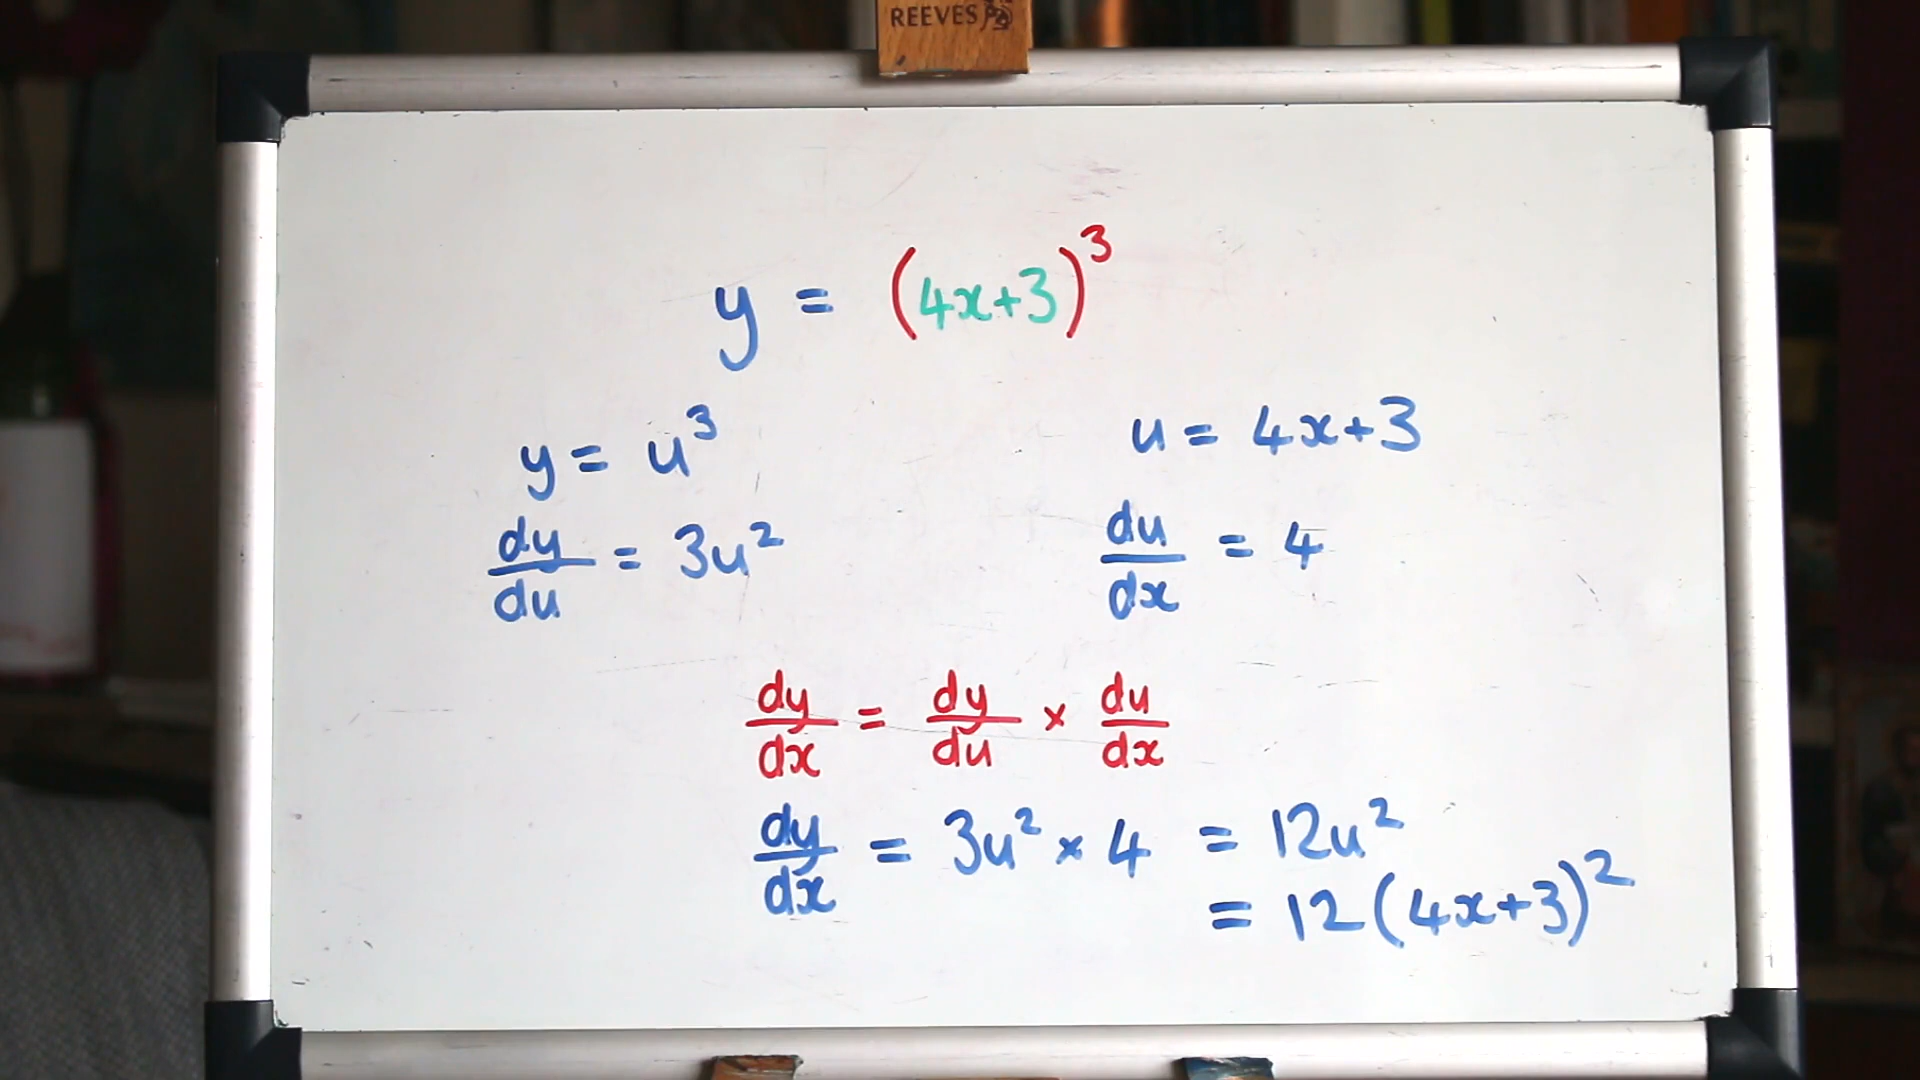 REEVES
y = (4x+3)³
y = u³
dy/du = 3u²
u = 4x+3
du/dx = 4
dy/dx = dy/du × du/dx
dy/dx = 3u² × 4 = 12u²
= 12(4x+3)²